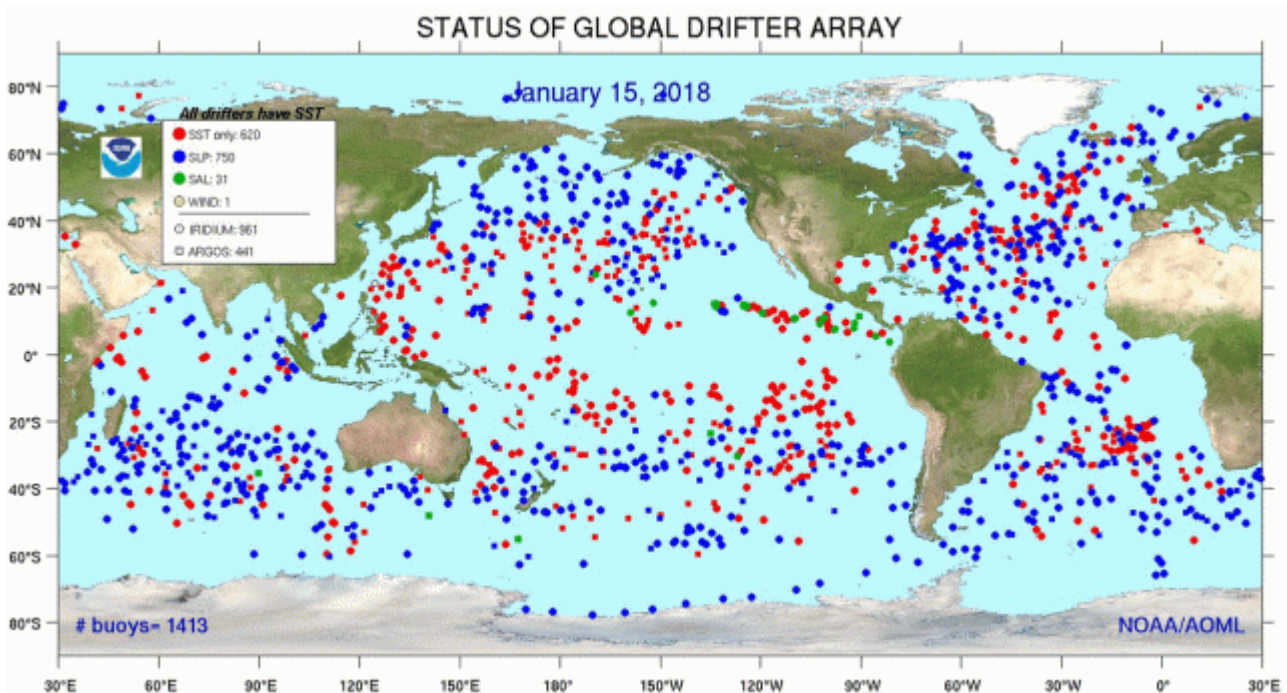 STATUS OF GLOBAL DRIFTER ARRAY
January 15, 2018
All drifters have SST
SST only: 620
SLP: 750
SAL: 31
WIND: 1
IRIDIUM: 961
ARGOS: 441
80°N
60°N
40°N
20°N
0°
20°S
40°S
60°S
80°S
# buoys= 1413
NOAA/AOML
30°E 60°E 90°E 120°E 150°E 180° 150°W 120°W 90°W 60°W 30°W 0° 30°E